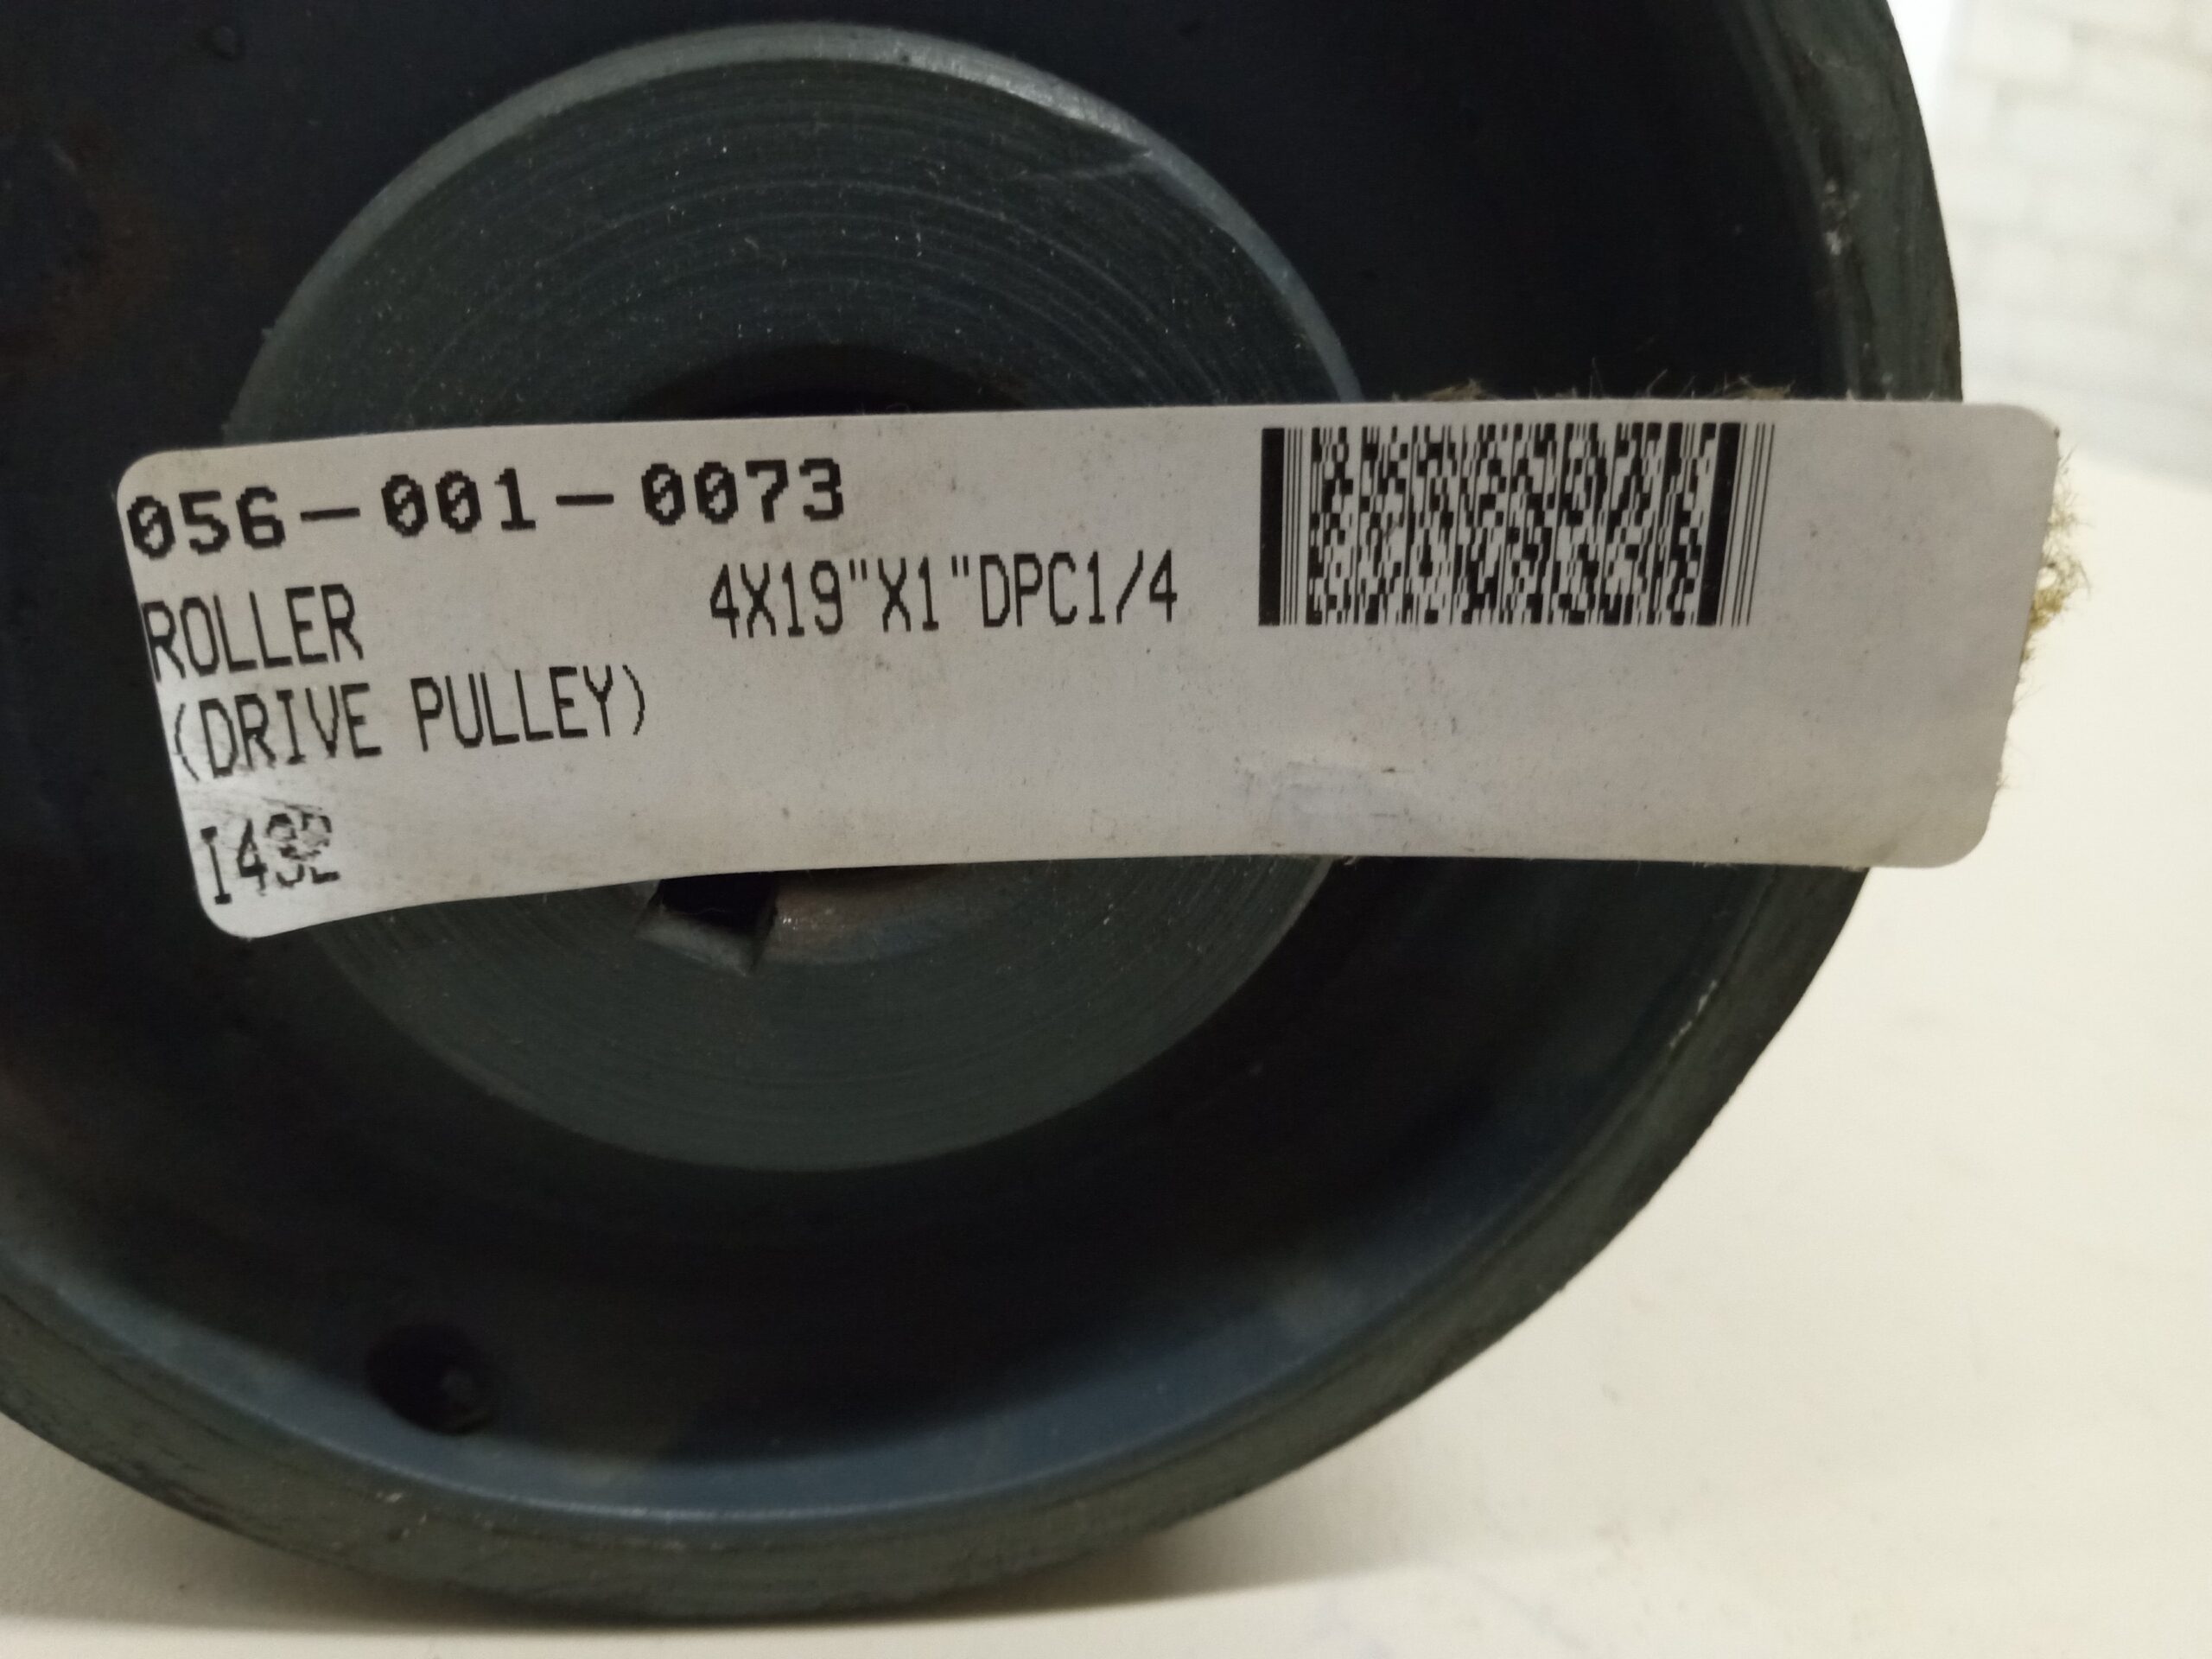 056-001-0073
ROLLER 4X19"X1"DPC1/4
(DRIVE PULLEY)